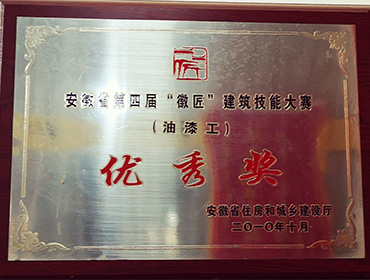 匠
安徽省第四届“徽匠”建筑技能大赛
(油漆工)
优秀奖
安徽省住房和城乡建设厅
二〇一〇年十月